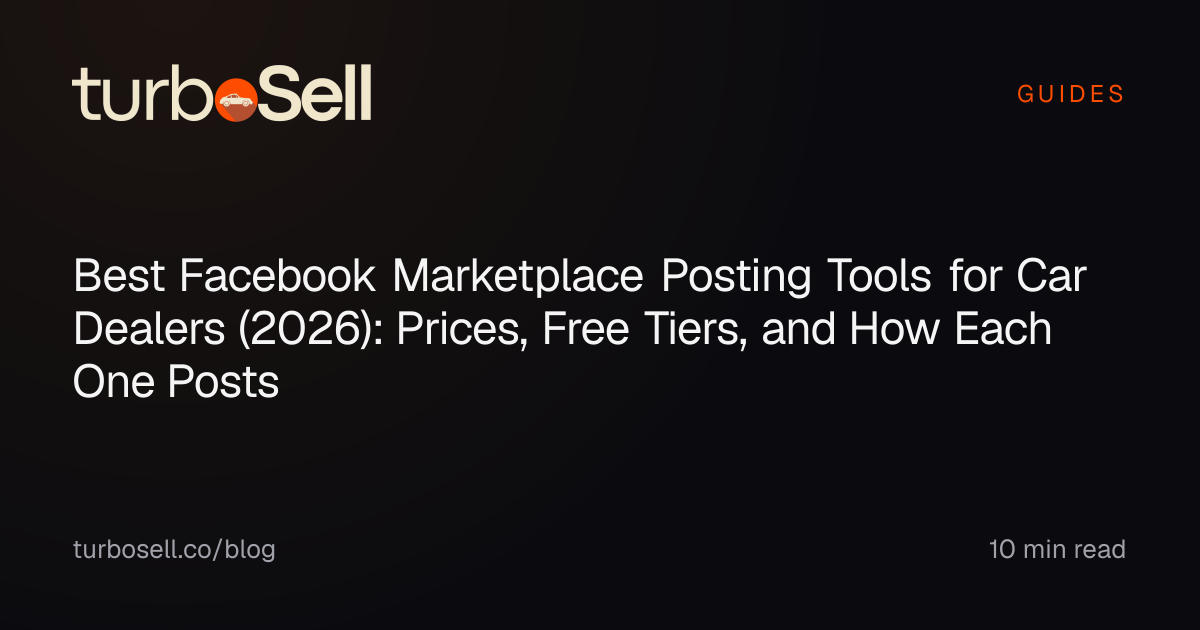 turboSell
GUIDES
Best Facebook Marketplace Posting Tools for Car
Dealers (2026): Prices, Free Tiers, and How Each
One Posts
turbosell.co/blog
10 min read